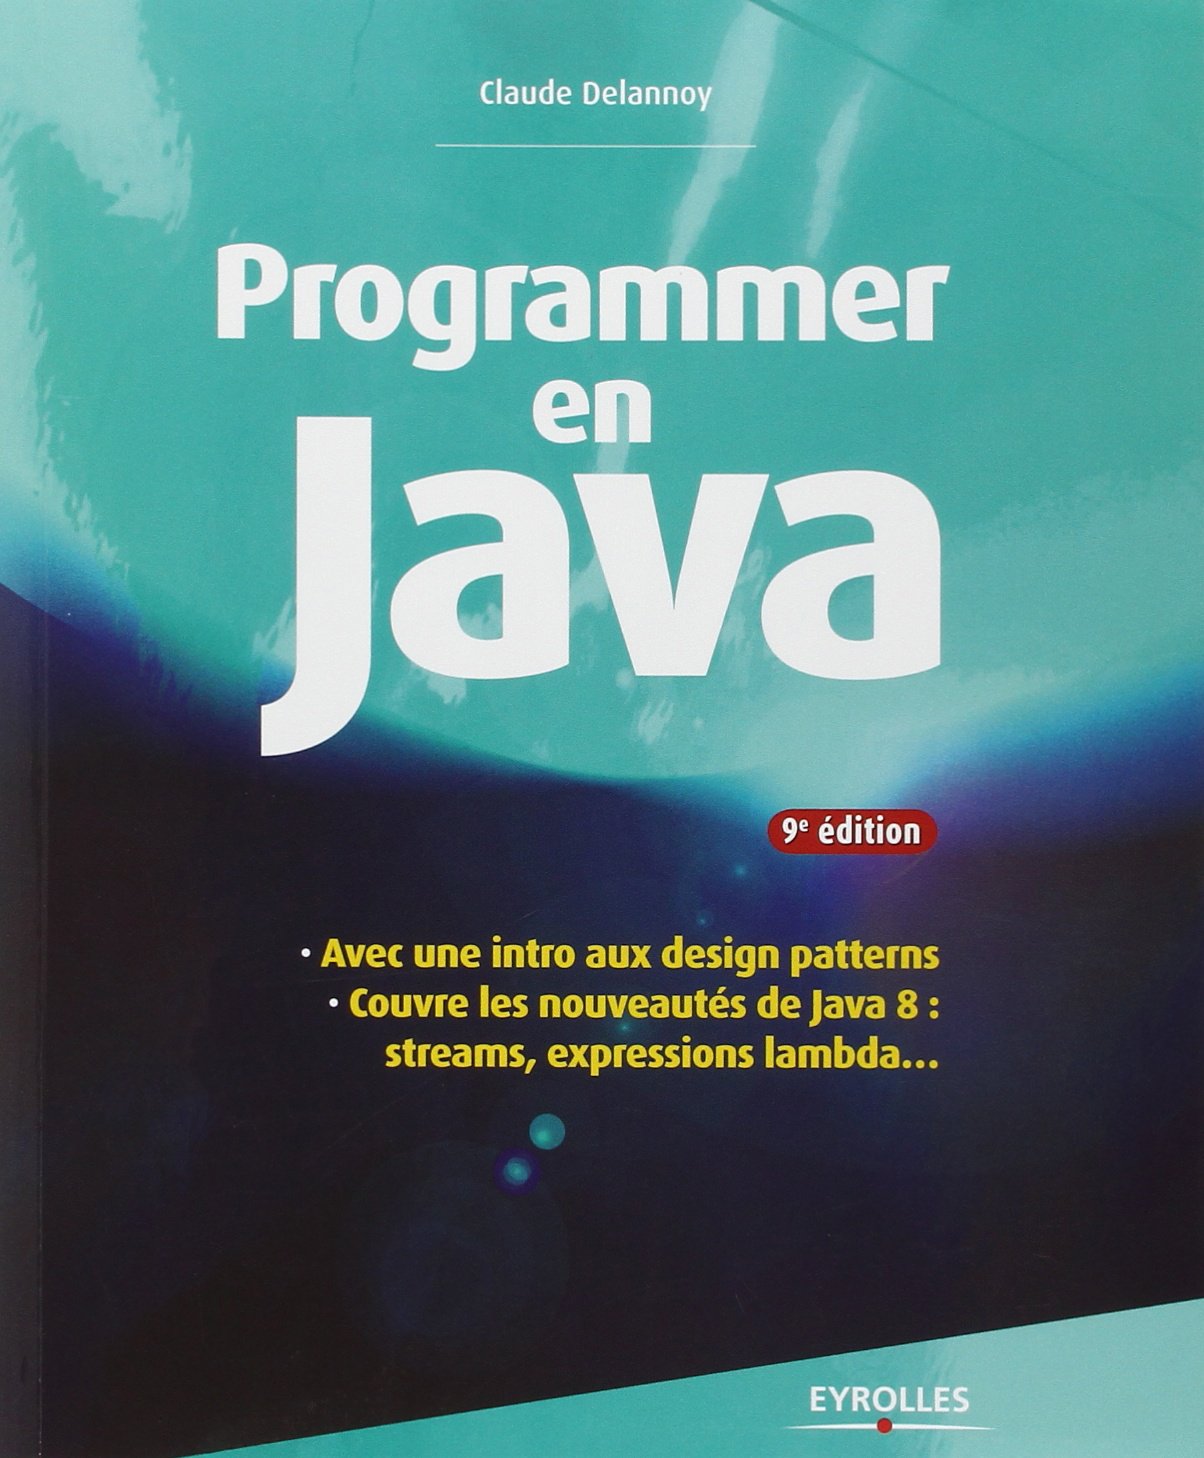 Claude Delannoy
Programmer
en
Java
9e édition
• Avec une intro aux design patterns
• Couvre les nouveautés de Java 8 :
streams, expressions lambda...
EYROLLES